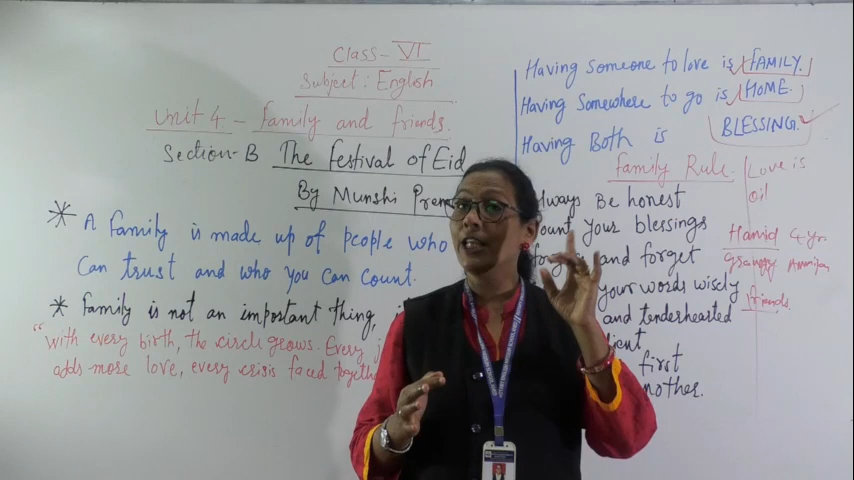 Class- VI
Subject: English
Unit 4 - Family and friends.
Section-B The Festival of Eid
By Munshi Prem
* A Family is made up of people who
Can trust and who you can count.
* Family is not an important thing,
"with every birth, the circle grows. Every
adds more love, every crisis faced together
Having someone to love is FAMILY.
Having Somewhere to go is HOME.
Having Both is BLESSING.
Family Rule.
Always Be honest
Count your blessings
and forget
your words wisely
and tenderhearted
first
Love is
oil
Hamid 4-yr.
granny Aminan
friends